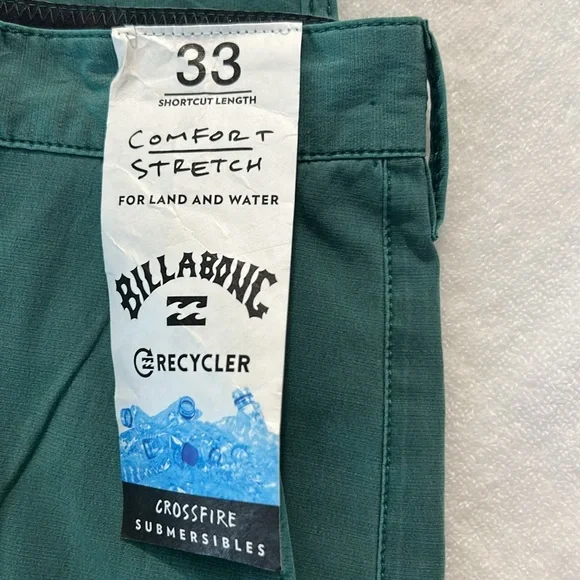 33
SHORTCUT LENGTH
COMFORT
STRETCH
FOR LAND AND WATER
BILLABONG
RECYCLER
CROSSFIRE
SUBMERSIBLES